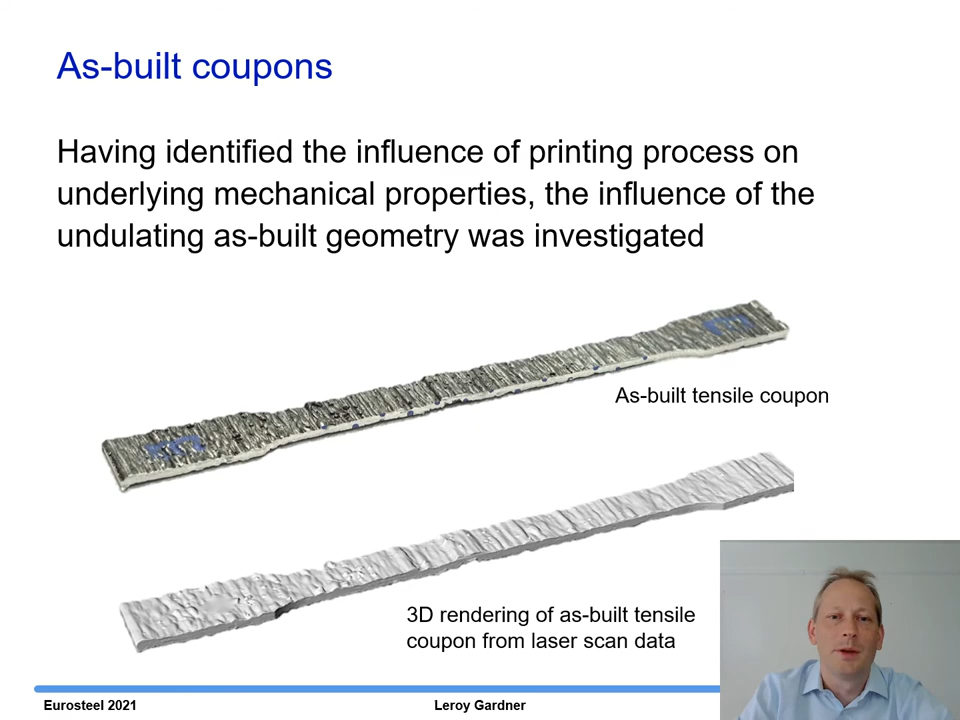 As-built coupons
Having identified the influence of printing process on
underlying mechanical properties, the influence of the
undulating as-built geometry was investigated
As-built tensile coupon
3D rendering of as-built tensile
coupon from laser scan data
Eurosteel 2021
Leroy Gardner